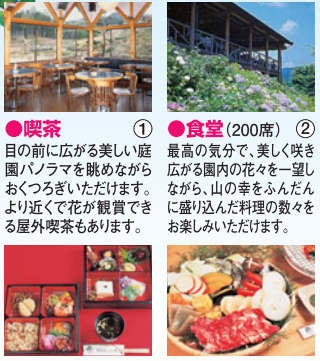 ●喫茶 ①
目の前に広がる美しい庭
園パノラマを眺めながら
おくつろぎいただけます。
より近くで花が観賞でき
る屋外喫茶もあります。
●食堂(200席) ②
最高の気分で、美しく咲き
広がる園内の花々を一望し
ながら、山の幸をふんだん
に盛り込んだ料理の数々を
お楽しみいただけます。